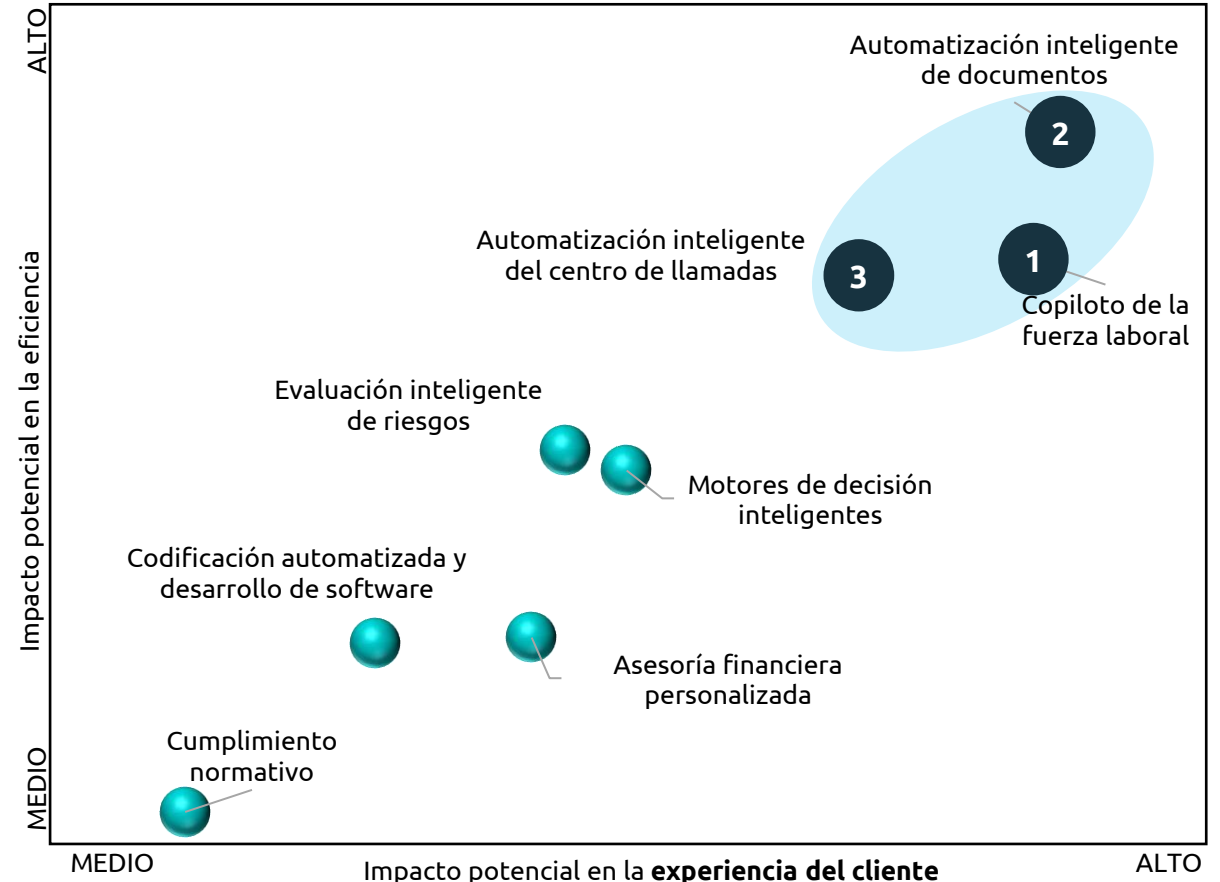 ALTO
Automatización inteligente
de documentos
2
Automatización inteligente
del centro de llamadas
3
1
Copiloto de la
fuerza laboral
Impacto potencial en la eficiencia
Evaluación inteligente
de riesgos
Motores de decisión
inteligentes
Codificación automatizada y
desarrollo de software
Asesoría financiera
personalizada
Cumplimiento
normativo
MEDIO
MEDIO
Impacto potencial en la experiencia del cliente
ALTO